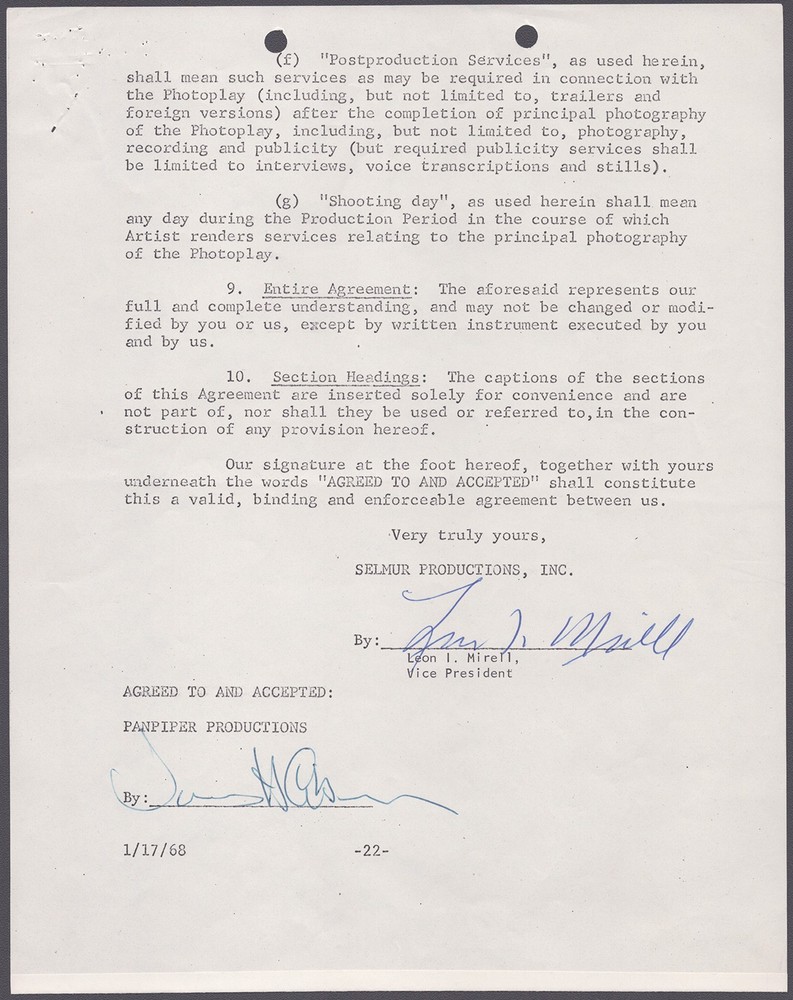 (f) "Postproduction Services", as used herein,
shall mean such services as may be required in connection with
the Photoplay (including, but not limited to, trailers and
foreign versions) after the completion of principal photography
of the Photoplay, including, but not limited to, photography,
recording and publicity (but required publicity services shall
be limited to interviews, voice transcriptions and stills).
(g) "Shooting day", as used herein shall mean
any day during the Production Period in the course of which
Artist renders services relating to the principal photography
of the Photoplay.
9. Entire Agreement: The aforesaid represents our
full and complete understanding, and may not be changed or modi-
fied by you or us, except by written instrument executed by you
and by us.
10. Section Headings: The captions of the sections
of this Agreement are inserted solely for convenience and are
not part of, nor shall they be used or referred to, in the con-
struction of any provision hereof.
Our signature at the foot hereof, together with yours
underneath the words "AGREED TO AND ACCEPTED" shall constitute
this a valid, binding and enforceable agreement between us.
Very truly yours,
SELMUR PRODUCTIONS, INC.
By: Leon I. Mirell
Leon I. Mirell,
Vice President
AGREED TO AND ACCEPTED:
PANPIPER PRODUCTIONS
By:
1/17/68 -22-